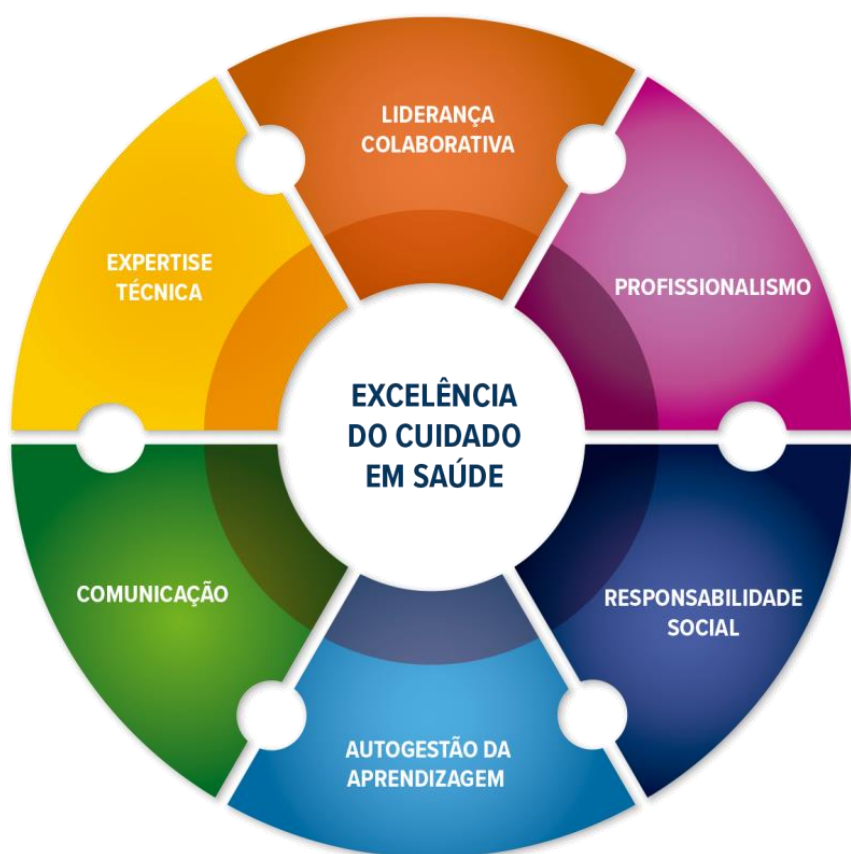 LIDERANÇA
COLABORATIVA
PROFISSIONALISMO
RESPONSABILIDADE
SOCIAL
AUTOGESTÃO DA
APRENDIZAGEM
COMUNICAÇÃO
EXPERTISE
TÉCNICA
EXCELÊNCIA
DO CUIDADO
EM SAÚDE